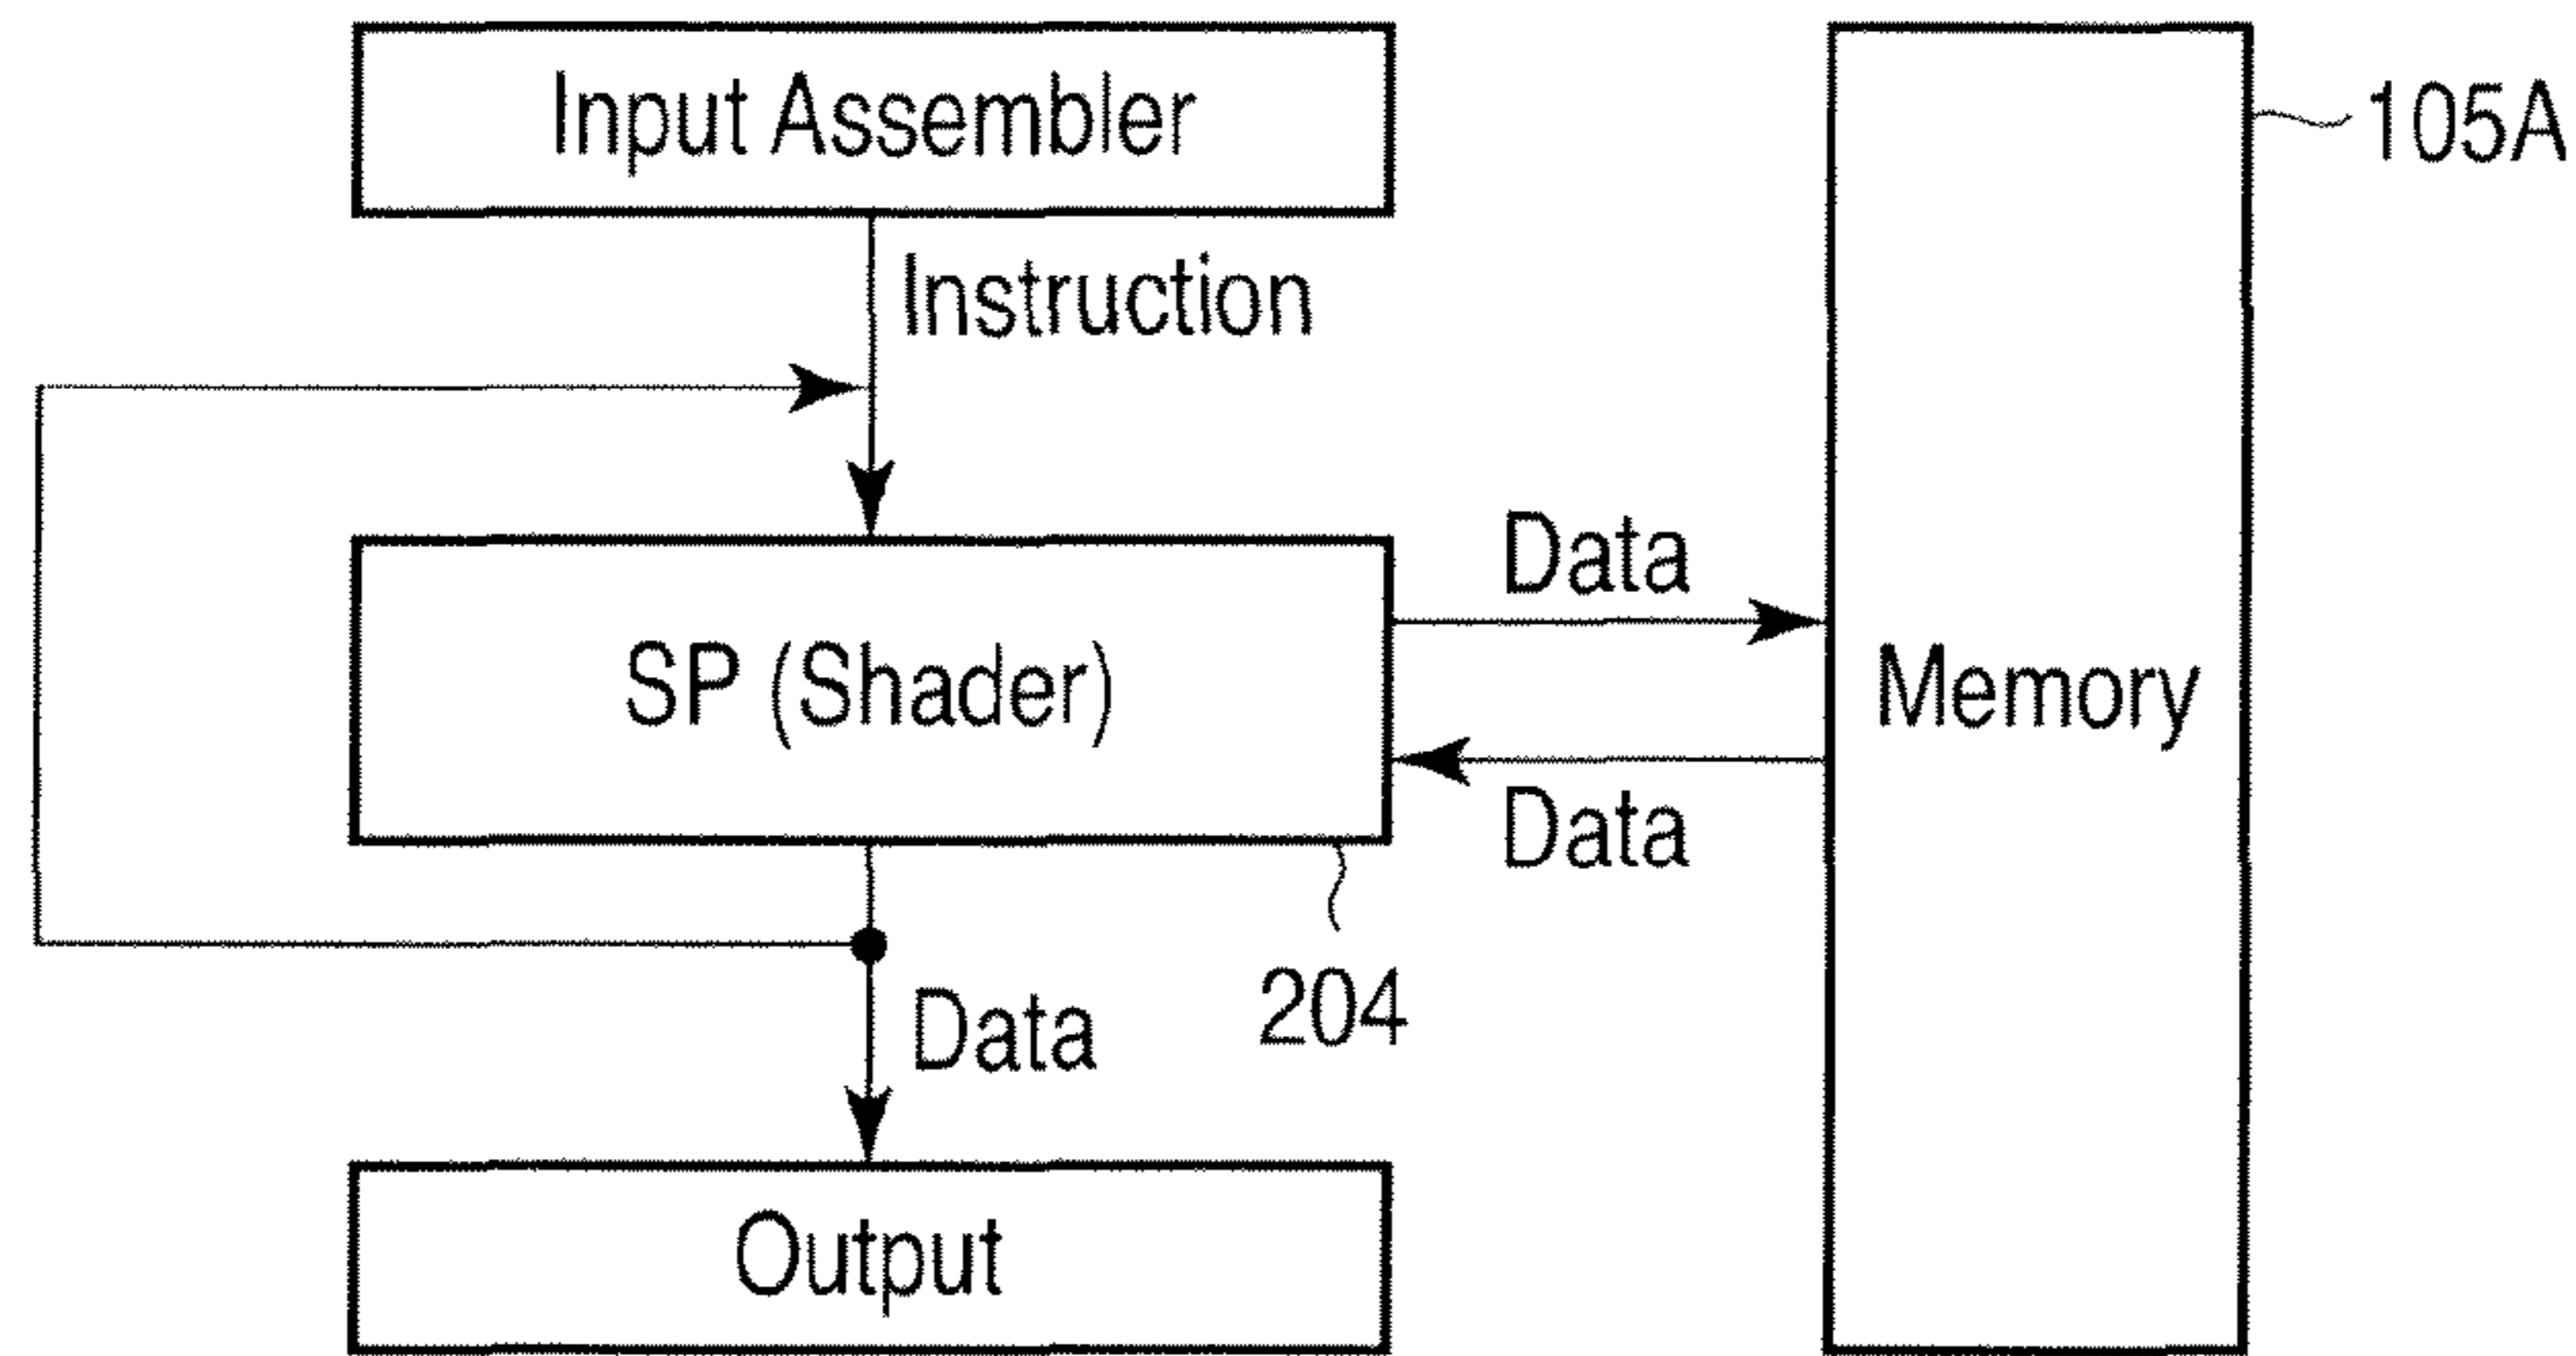 Input Assembler
105A
Instruction
Data
SP (Shader)
Memory
Data
204
Data
Output